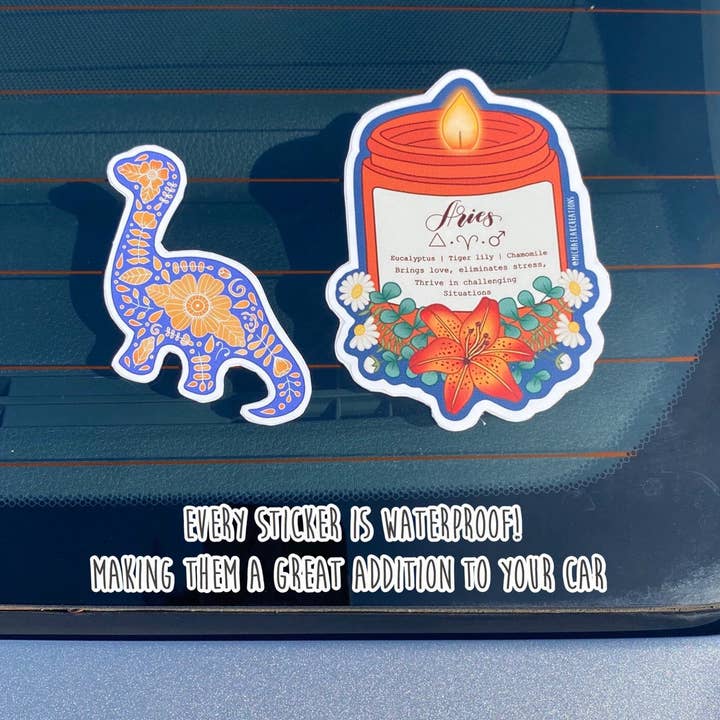 Aries
△ · ♈ · ♂
Eucalyptus | Tiger lily | Chamomile
Brings love, eliminates stress,
Thrive in challenging
Situations
@MICHAELARCREATIONS
EVERY STICKER IS WATERPROOF!
MAKING THEM A GREAT ADDITION TO YOUR CAR